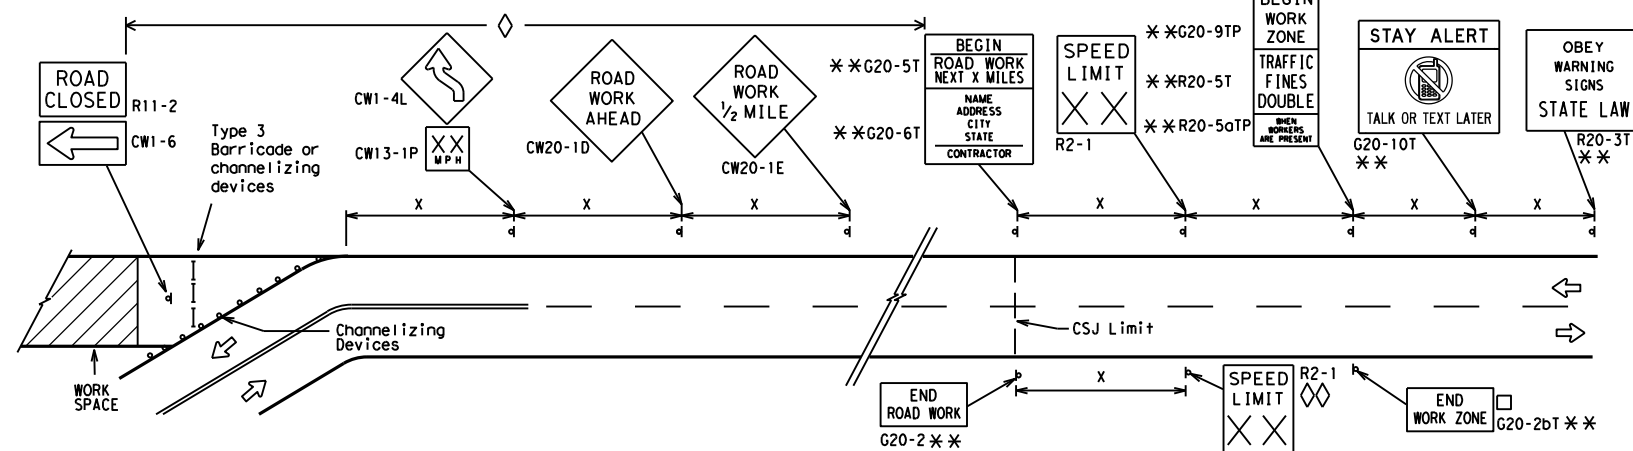 ROAD
CLOSED
R11-2
CW1-6
Type 3
Barricade or
channelizing
devices
CW1-4L
XX
MPH
CW13-1P
ROAD
WORK
AHEAD
CW20-1D
ROAD
WORK
1/2 MILE
CW20-1E
**G20-5T
**G20-6T
BEGIN
ROAD WORK
NEXT X MILES
NAME
ADDRESS
CITY
STATE
CONTRACTOR
SPEED
LIMIT
XX
R2-1
**G20-9TP
**R20-5T
**R20-5aTP
BEGIN
WORK
ZONE
TRAFFIC
FINES
DOUBLE
WHEN
WORKERS
ARE PRESENT
STAY ALERT
TALK OR TEXT LATER
G20-10T
**
OBEY
WARNING
SIGNS
STATE LAW
R20-3T
**
X
X
X
X
X
X
X
Channelizing
Devices
WORK
SPACE
CSJ Limit
END
ROAD WORK
G20-2 **
X
SPEED
LIMIT
XX
R2-1
END
WORK ZONE
G20-2bT **